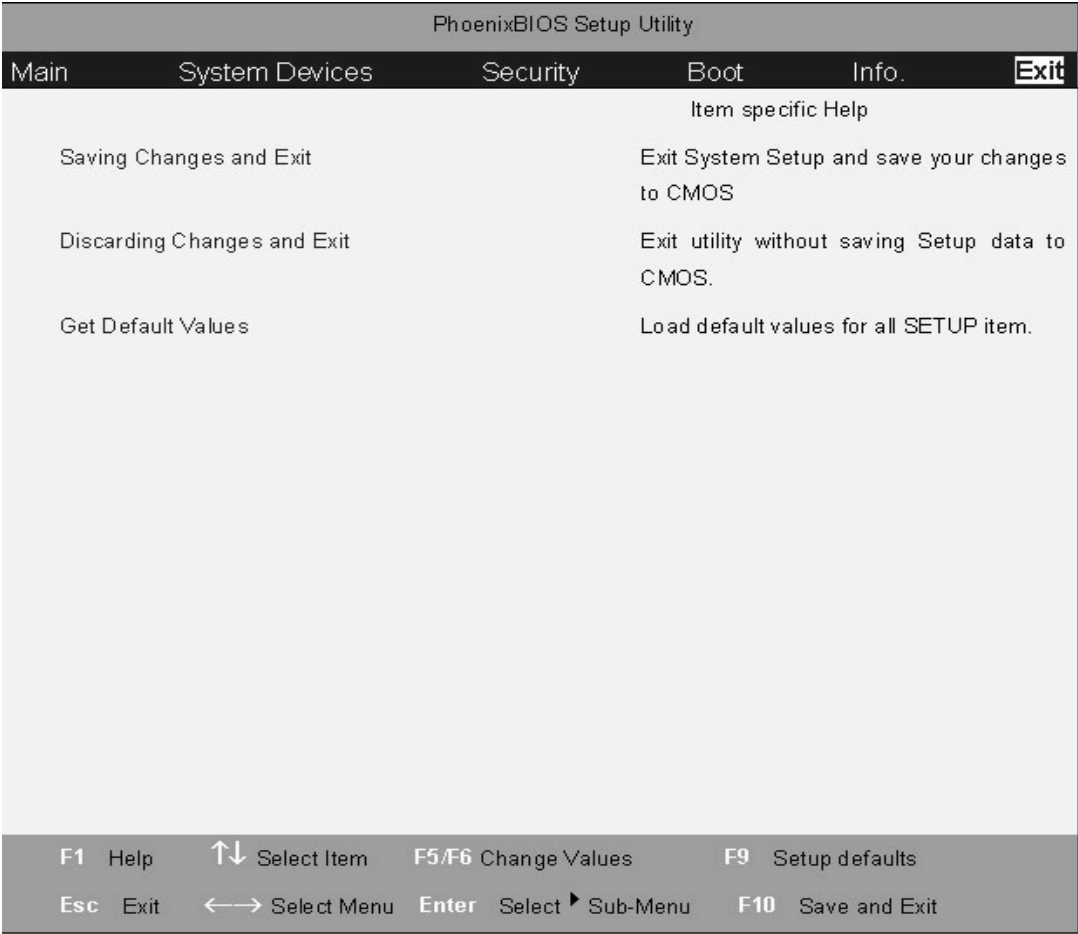 PhoenixBIOS Setup Utility
Main System Devices Security Boot Info. Exit
Item specific Help
Saving Changes and Exit Exit System Setup and save your changes
to CMOS
Discarding Changes and Exit Exit utility without saving Setup data to
CMOS.
Get Default Values Load default values for all SETUP item.
F1 Help ↑↓ Select Item F5/F6 Change Values F9 Setup defaults
Esc Exit ←→ Select Menu Enter Select ▶ Sub-Menu F10 Save and Exit